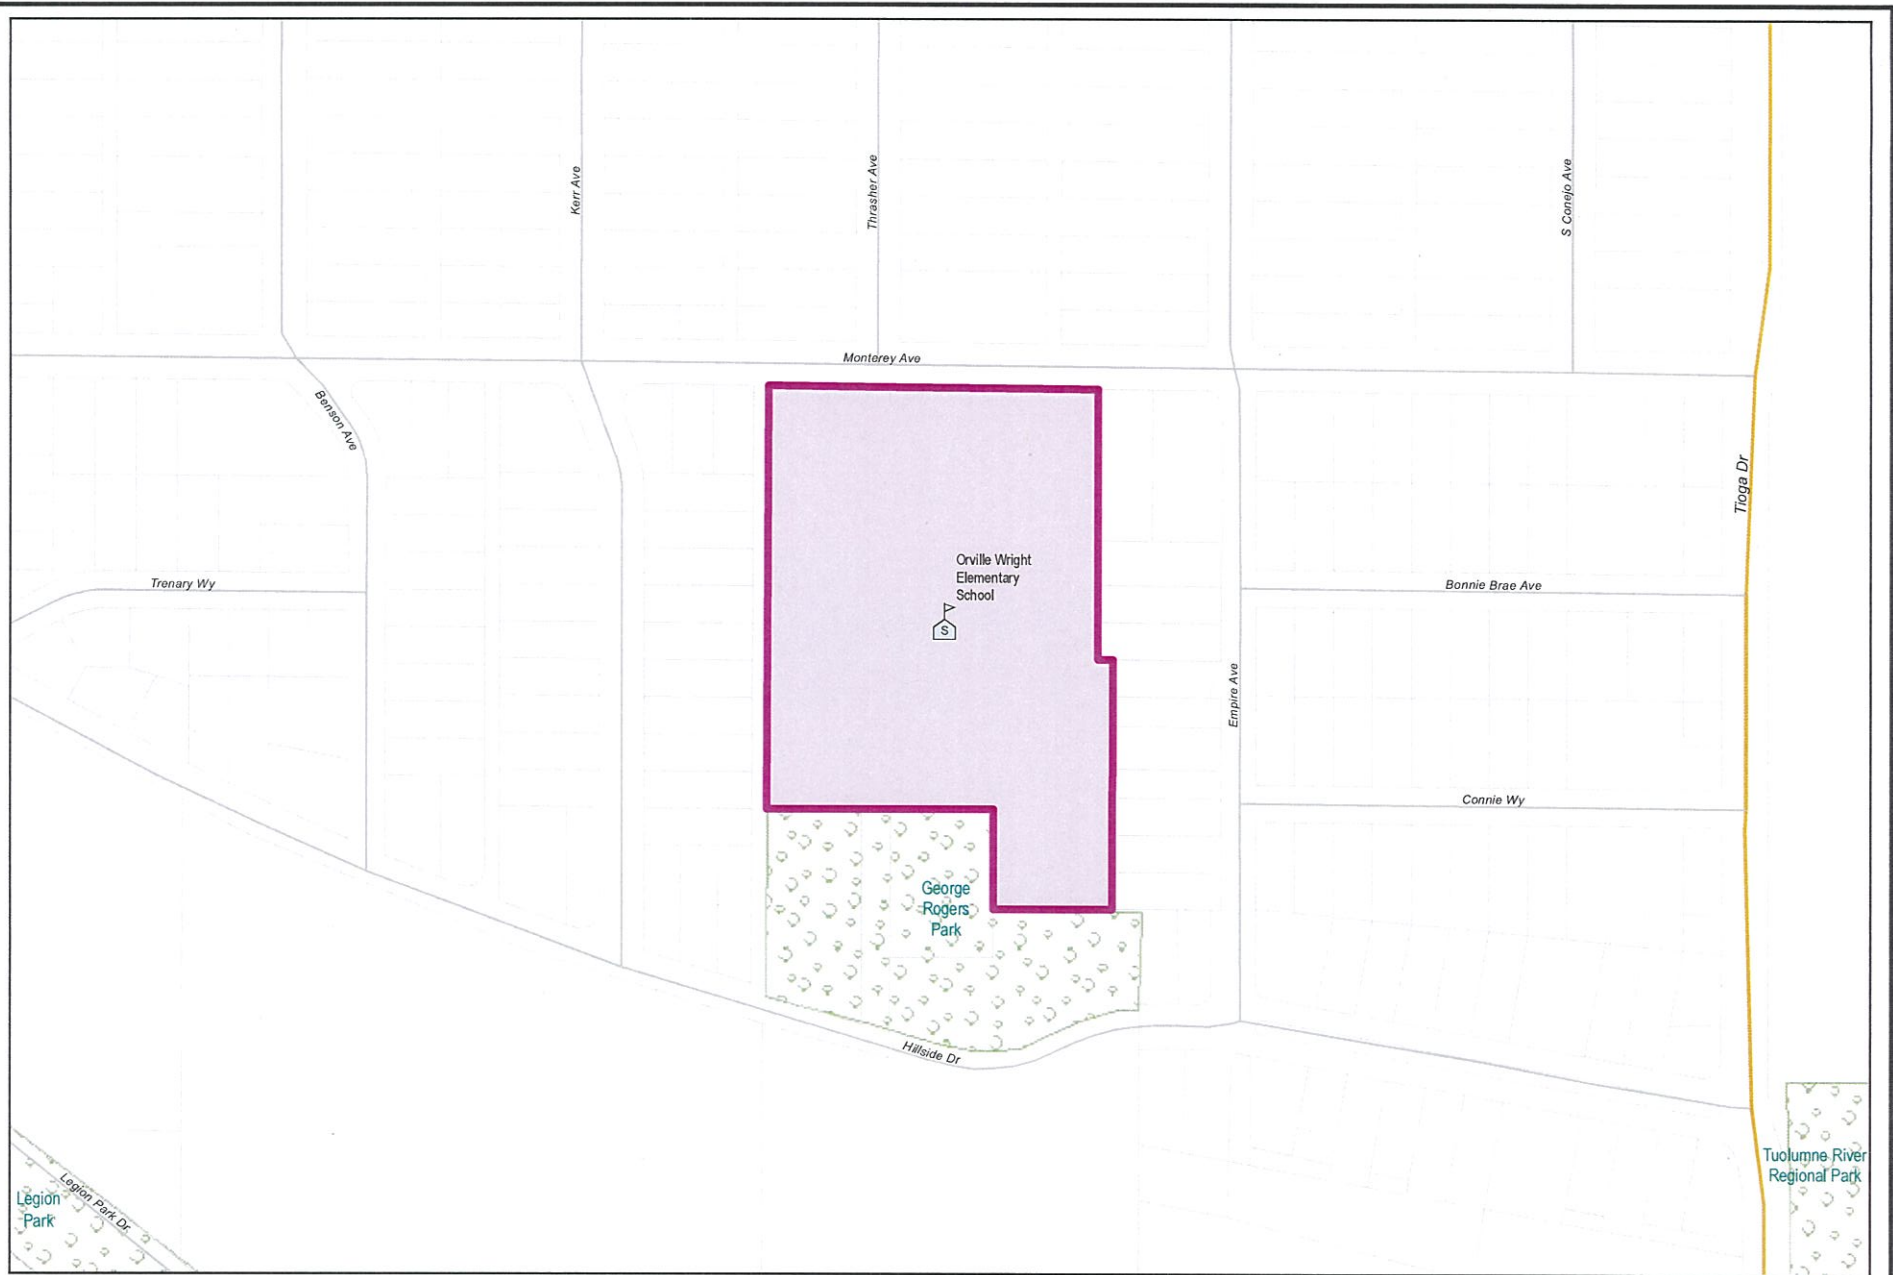 Kerr Ave
Thrasher Ave
S Conejo Ave
Monterey Ave
Benson Ave
Tioga Dr
Orville Wright
Elementary
School
S
Trenary Wy
Bonnie Brae Ave
Empire Ave
Connie Wy
George
Rogers
Park
Hillside Dr
Tuolumne River
Regional Park
Legion Park Dr
Legion
Park